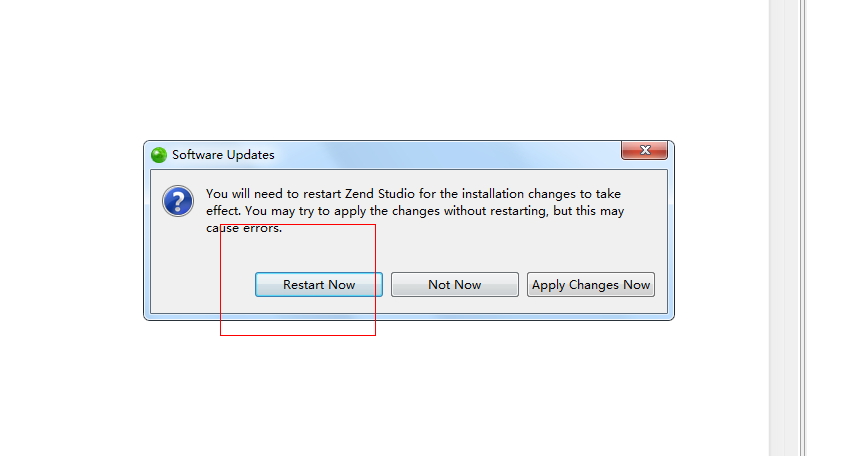 Software Updates
You will need to restart Zend Studio for the installation changes to take
effect. You may try to apply the changes without restarting, but this may
cause errors.
Restart Now
Not Now
Apply Changes Now